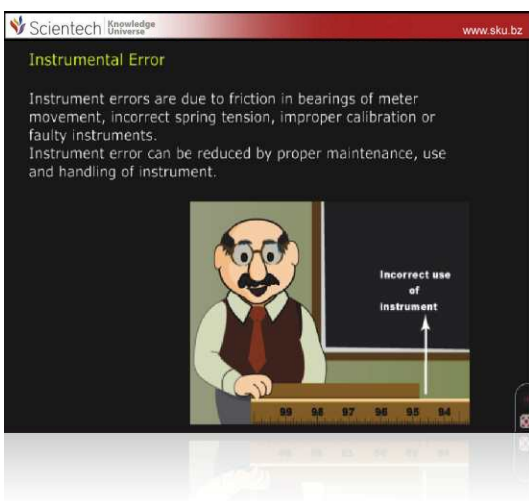 Scientech Knowledge
Universe
www.sku.bz
Instrumental Error
Instrument errors are due to friction in bearings of meter
movement, incorrect spring tension, improper calibration or
faulty instruments.
Instrument error can be reduced by proper maintenance, use
and handling of instrument.
Incorrect use
of
instrument
99 98 97 96 95 94